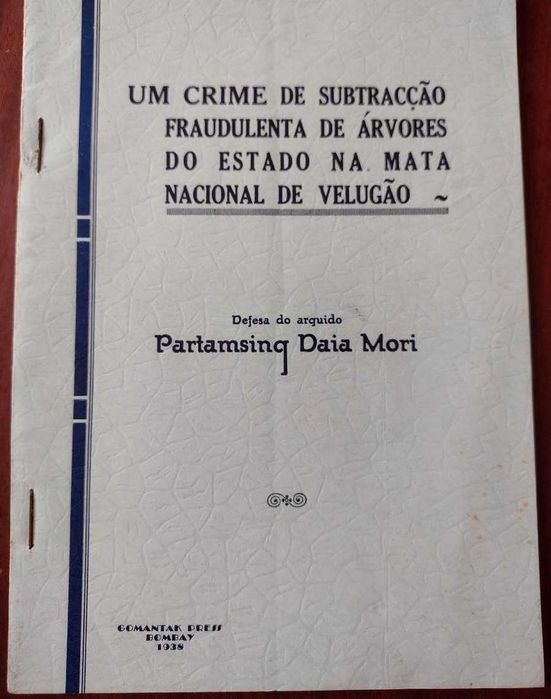 UM CRIME DE SUBTRACÇÃO
FRAUDULENTA DE ÁRVORES
DO ESTADO NA MATA
NACIONAL DE VELUGÃO ~
Defesa do arguido
Partamsing Daia Mori
GOMANTAK PRESS
BOMBAY
1938